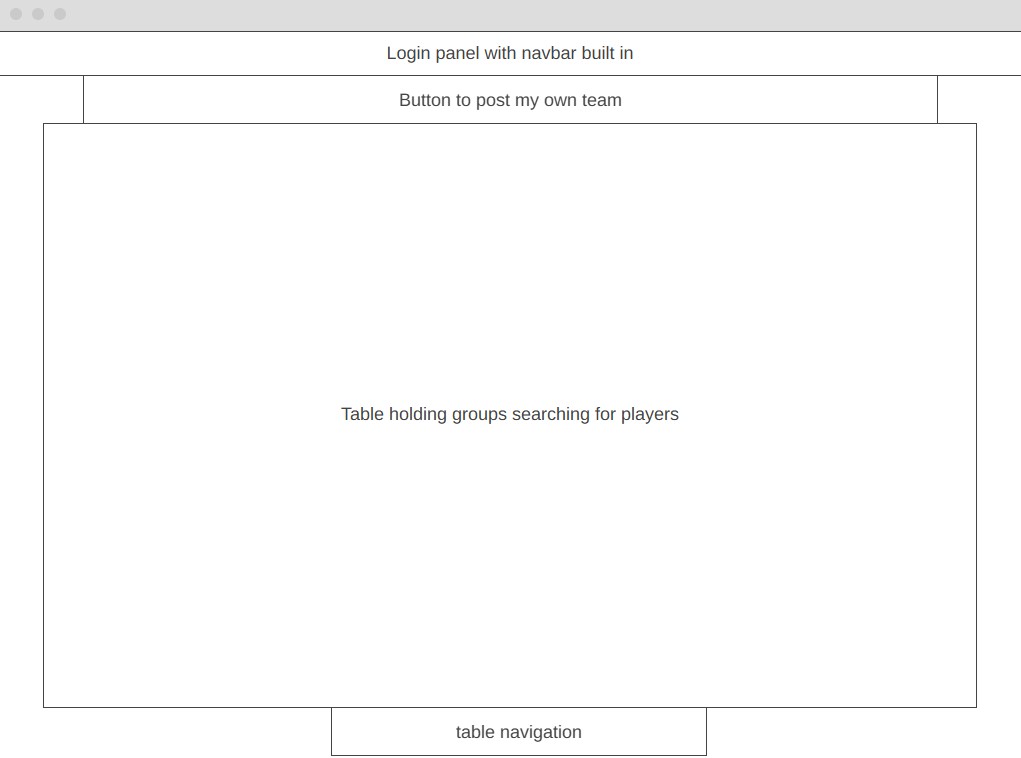 Login panel with navbar built in
Button to post my own team
Table holding groups searching for players
table navigation